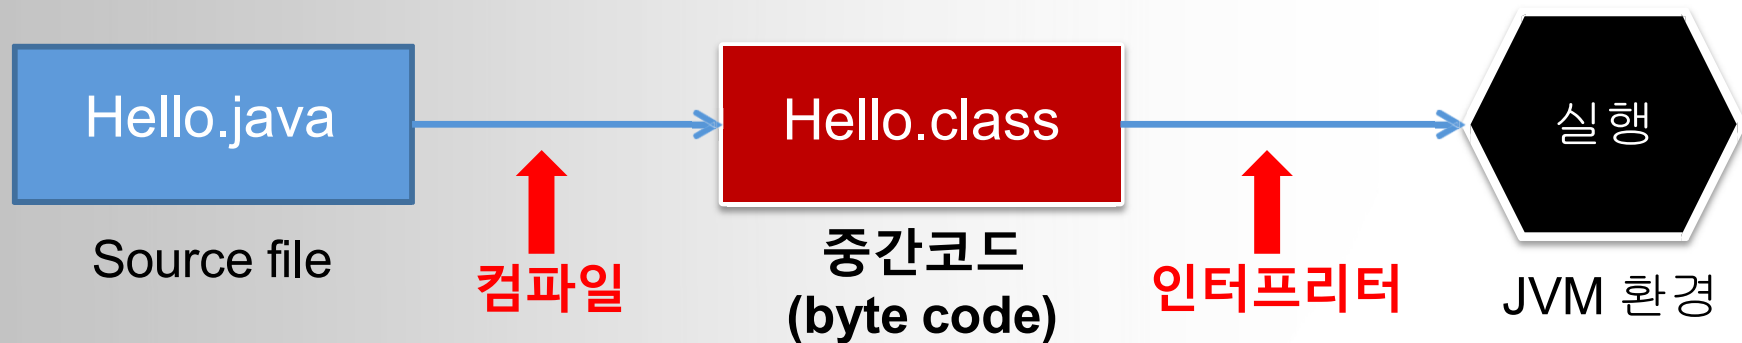 Hello.java
Hello.class
실행
Source file
컴파일
중간코드
(byte code)
인터프리터
JVM 환경